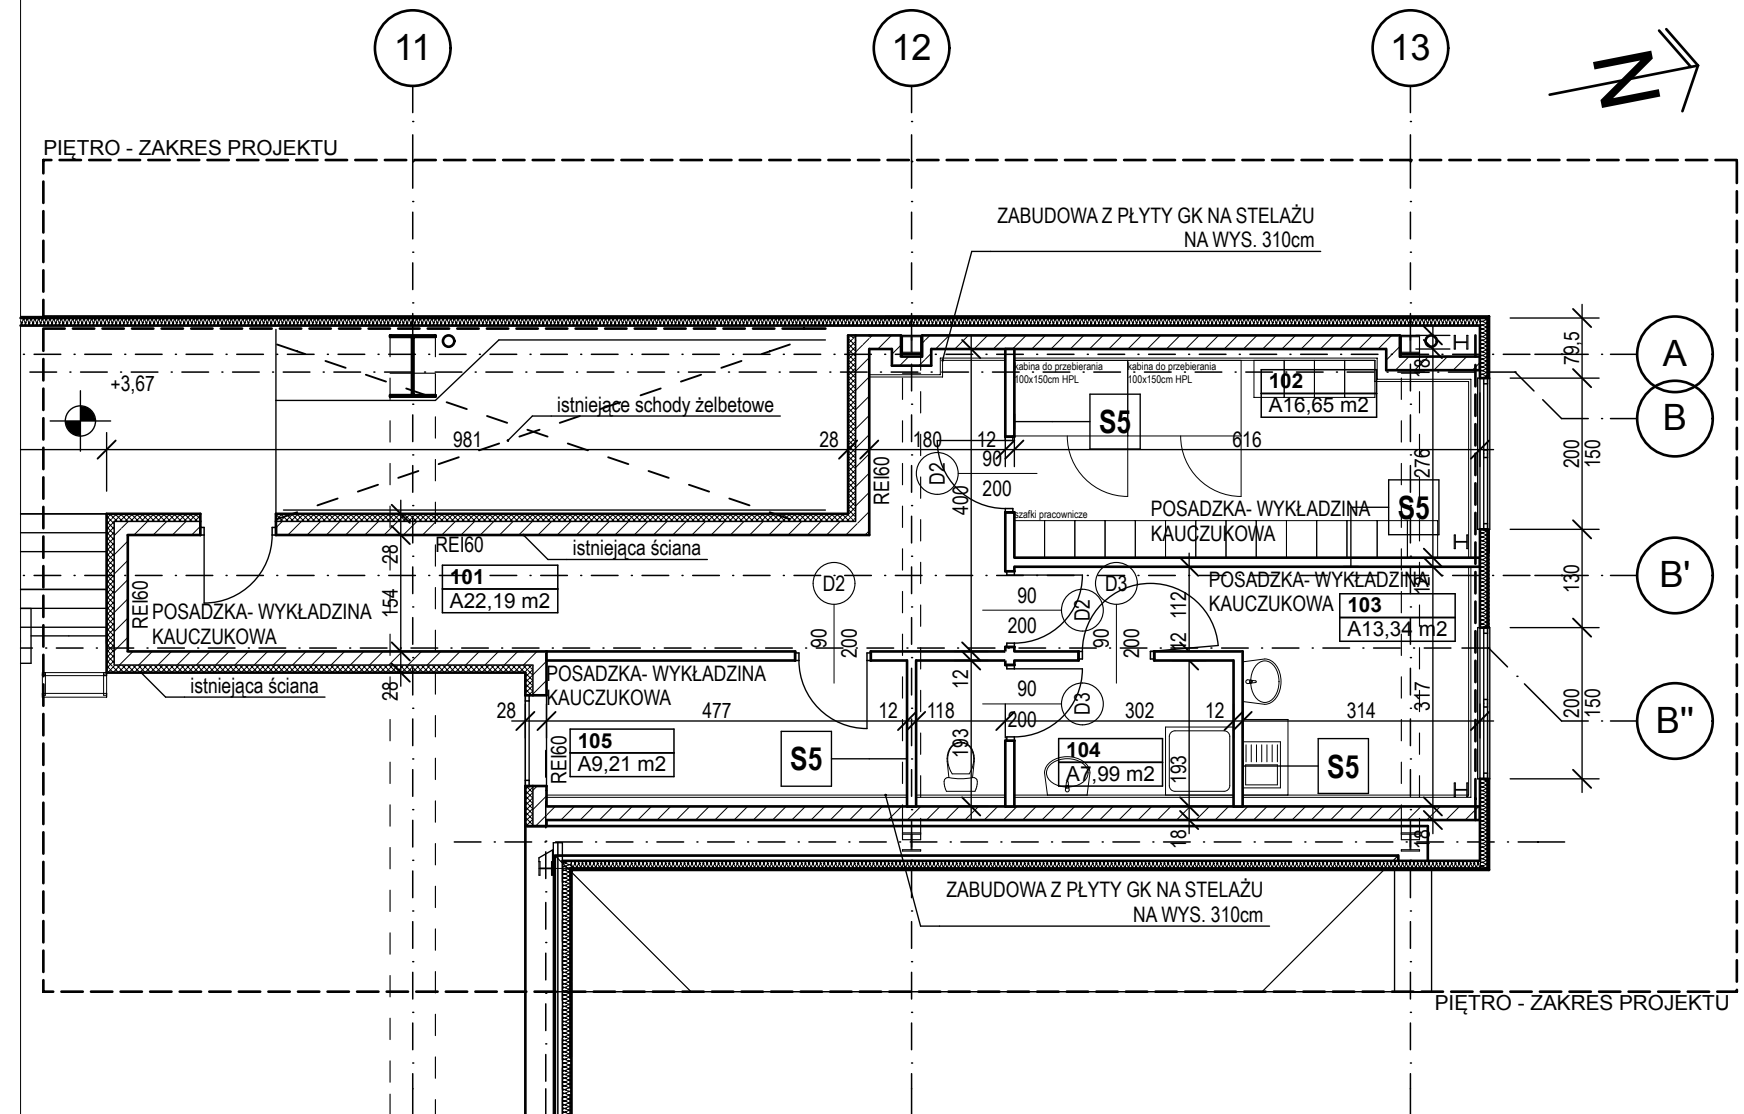 11
12
13
N
PIĘTRO - ZAKRES PROJEKTU
ZABUDOWA Z PŁYTY GK NA STELAŻU
NA WYS. 310cm
+3,67
istniejące schody żelbetowe
981
28
180
12
616
REI60
D2
90
200
400
kabina do przebierania
100x150cm HPL
kabina do przebierania
100x150cm HPL
102
A16,65 m2
S5
276
S5
szafki pracownicze
POSADZKA- WYKŁADZINA
KAUCZUKOWA
18
79,5
A
B
200
150
130
B'
200
150
B"
REI60
istniejąca ściana
28
154
28
101
A22,19 m2
REI60
POSADZKA- WYKŁADZINA
KAUCZUKOWA
istniejąca ściana
D2
90
200
90
200
D2
D3
90
200
112
12
POSADZKA- WYKŁADZINA
KAUCZUKOWA
12
103
A13,34 m2
POSADZKA- WYKŁADZINA
KAUCZUKOWA
28
477
12
118
12
193
90
200
D3
302
12
314
317
REI60
105
A9,21 m2
S5
104
A7,99 m2
193
S5
18
18
ZABUDOWA Z PŁYTY GK NA STELAŻU
NA WYS. 310cm
PIĘTRO - ZAKRES PROJEKTU